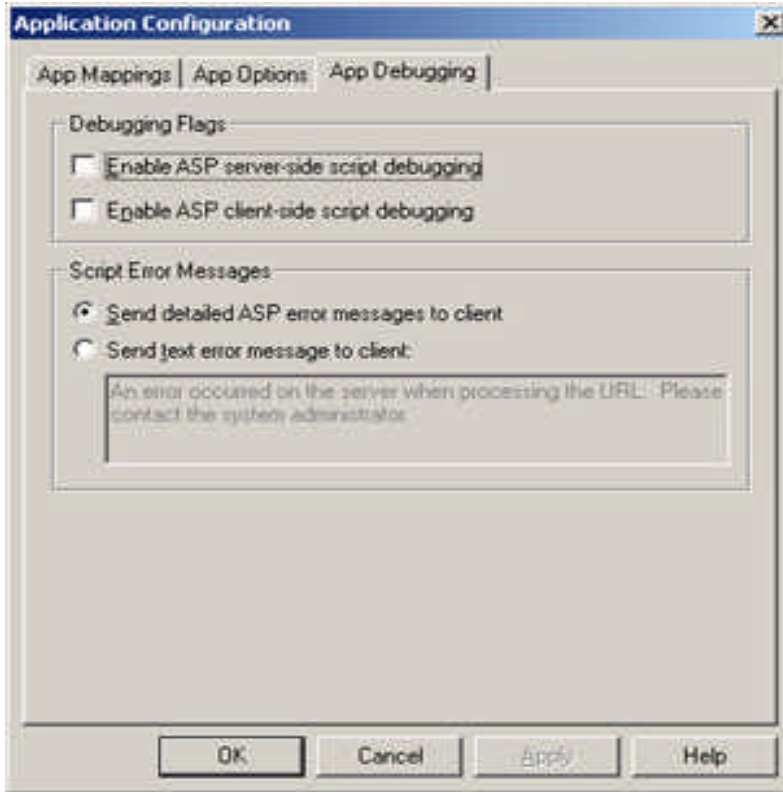 Application Configuration
App Mappings App Options App Debugging
Debugging Flags
Enable ASP server-side script debugging
Enable ASP client-side script debugging
Script Error Messages
Send detailed ASP error messages to client
Send text error message to client:
An error occurred on the server when processing the URL. Please
contact the system administrator.
OK Cancel Apply Help